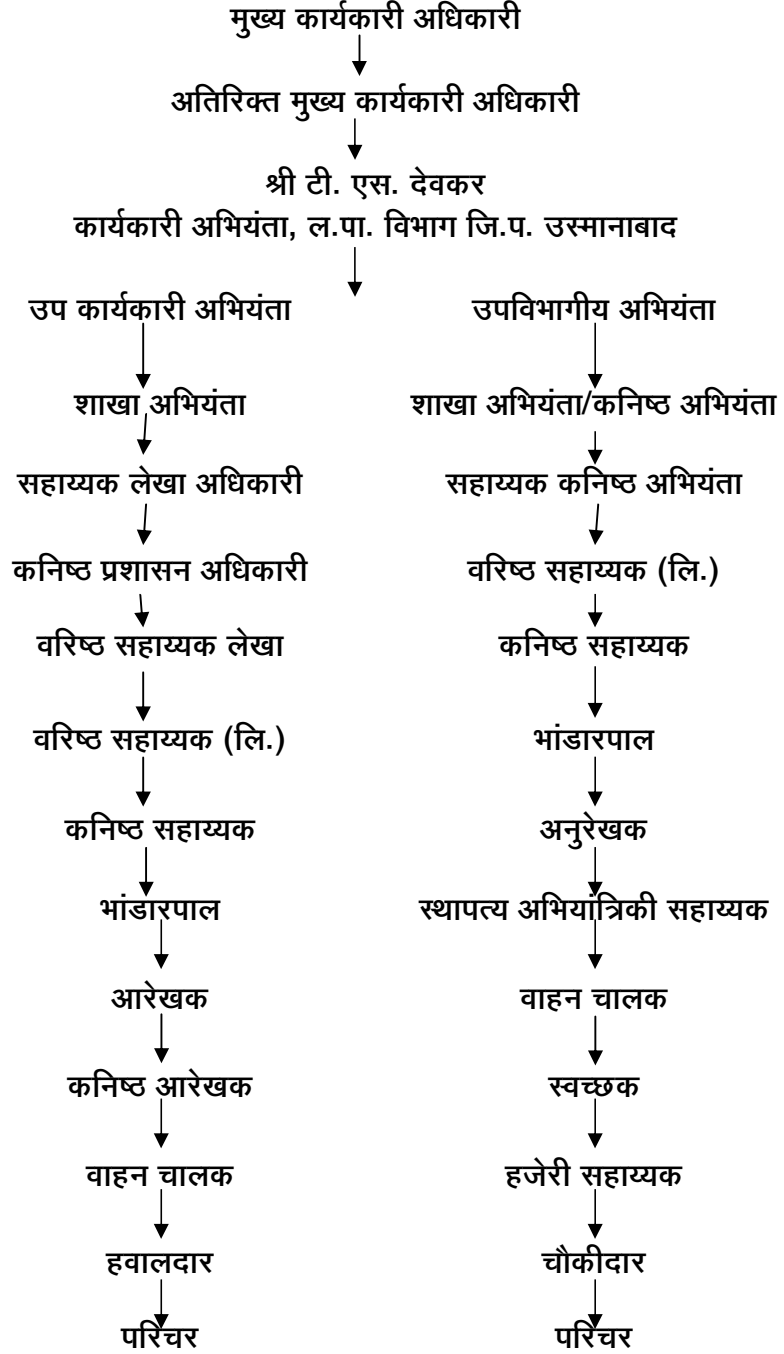 मुख्य कार्यकारी अधिकारी
अतिरिक्त मुख्य कार्यकारी अधिकारी
श्री टी. एस. देवकर
कार्यकारी अभियंता, ल.पा. विभाग जि.प. उस्मानाबाद
उप कार्यकारी अभियंता
शाखा अभियंता
सहाय्यक लेखा अधिकारी
कनिष्ठ प्रशासन अधिकारी
वरिष्ठ सहाय्यक लेखा
वरिष्ठ सहाय्यक (लि.)
कनिष्ठ सहाय्यक
भांडारपाल
आरेखक
कनिष्ठ आरेखक
वाहन चालक
हवालदार
परिचर
उपविभागीय अभियंता
शाखा अभियंता/कनिष्ठ अभियंता
सहाय्यक कनिष्ठ अभियंता
वरिष्ठ सहाय्यक (लि.)
कनिष्ठ सहाय्यक
भांडारपाल
अनुरेखक
स्थापत्य अभियांत्रिकी सहाय्यक
वाहन चालक
स्वच्छक
हजेरी सहाय्यक
चौकीदार
परिचर